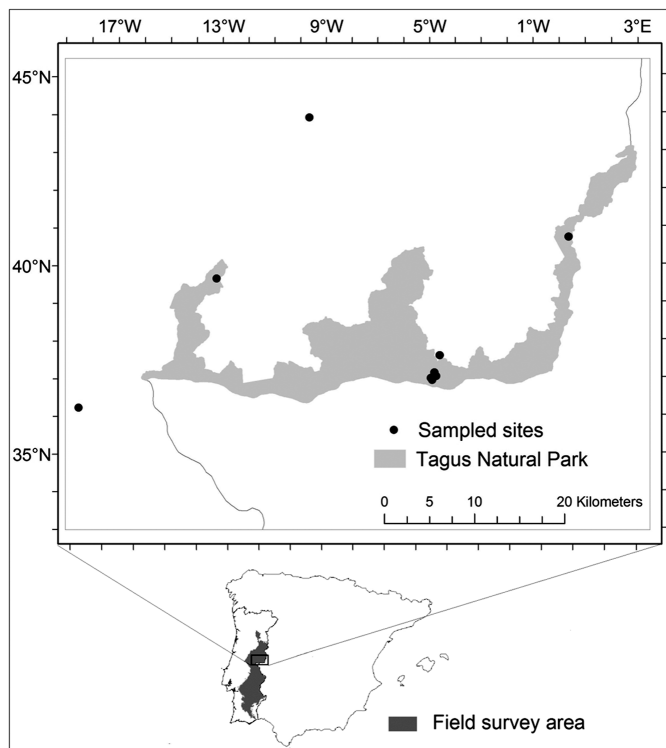 17°W 13°W 9°W 5°W 1°W 3°E
45°N
40°N
35°N
Sampled sites
Tagus Natural Park
0 5 10 20 Kilometers
Field survey area